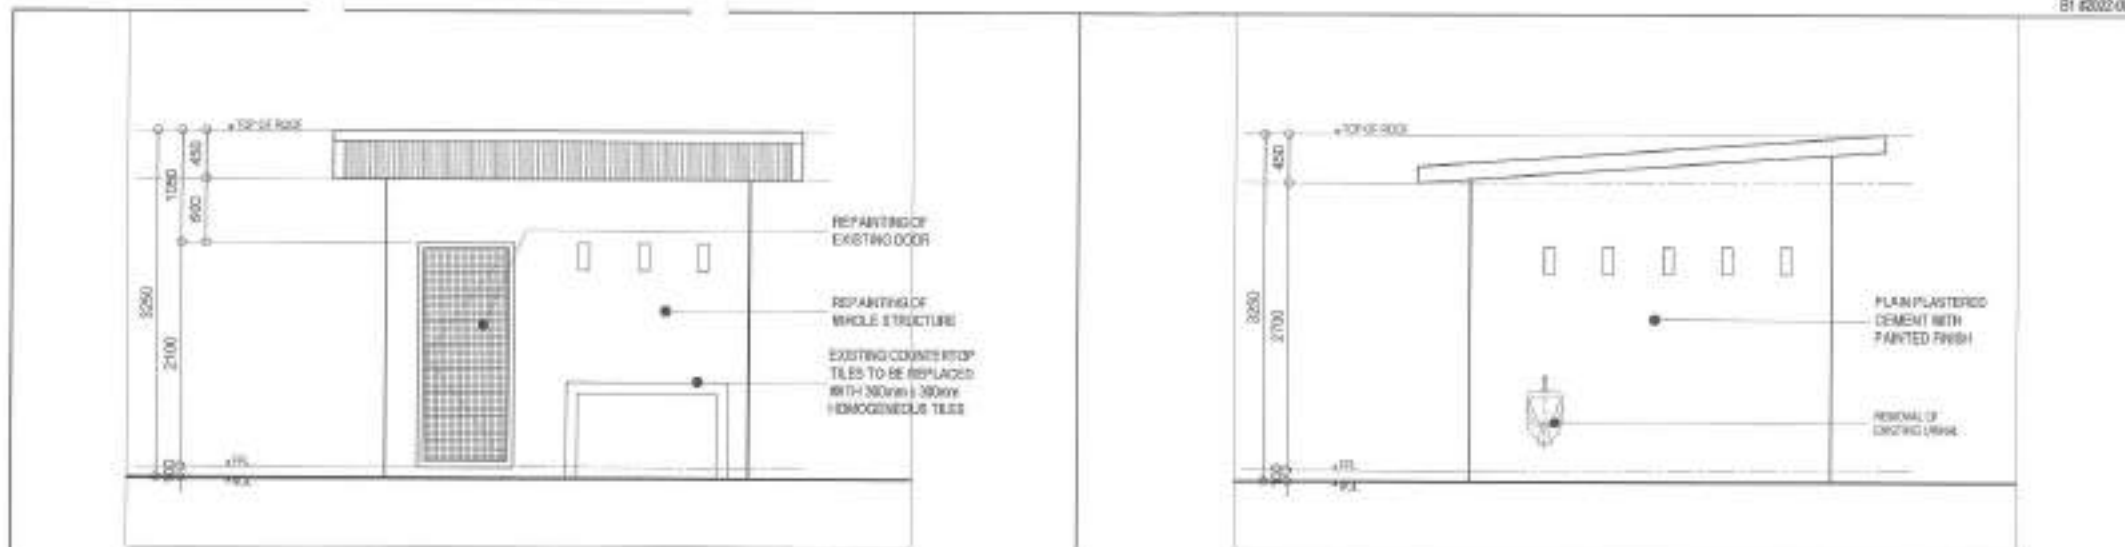 TOP OF ROOF
450
1050
600
3250
2100
100
FFL
NGL
REPAINTING OF
EXISTING DOOR
REPAINTING OF
WHOLE STRUCTURE
EXISTING COUNTERTOP
TILES TO BE REPLACED
WITH 300mm x 300mm
HOMOGENEOUS TILES
TOP OF ROOF
450
3250
2700
100
FFL
NGL
PLAIN PLASTERED
CEMENT WITH
PAINTED FINISH
REMOVAL OF
EXISTING URINAL